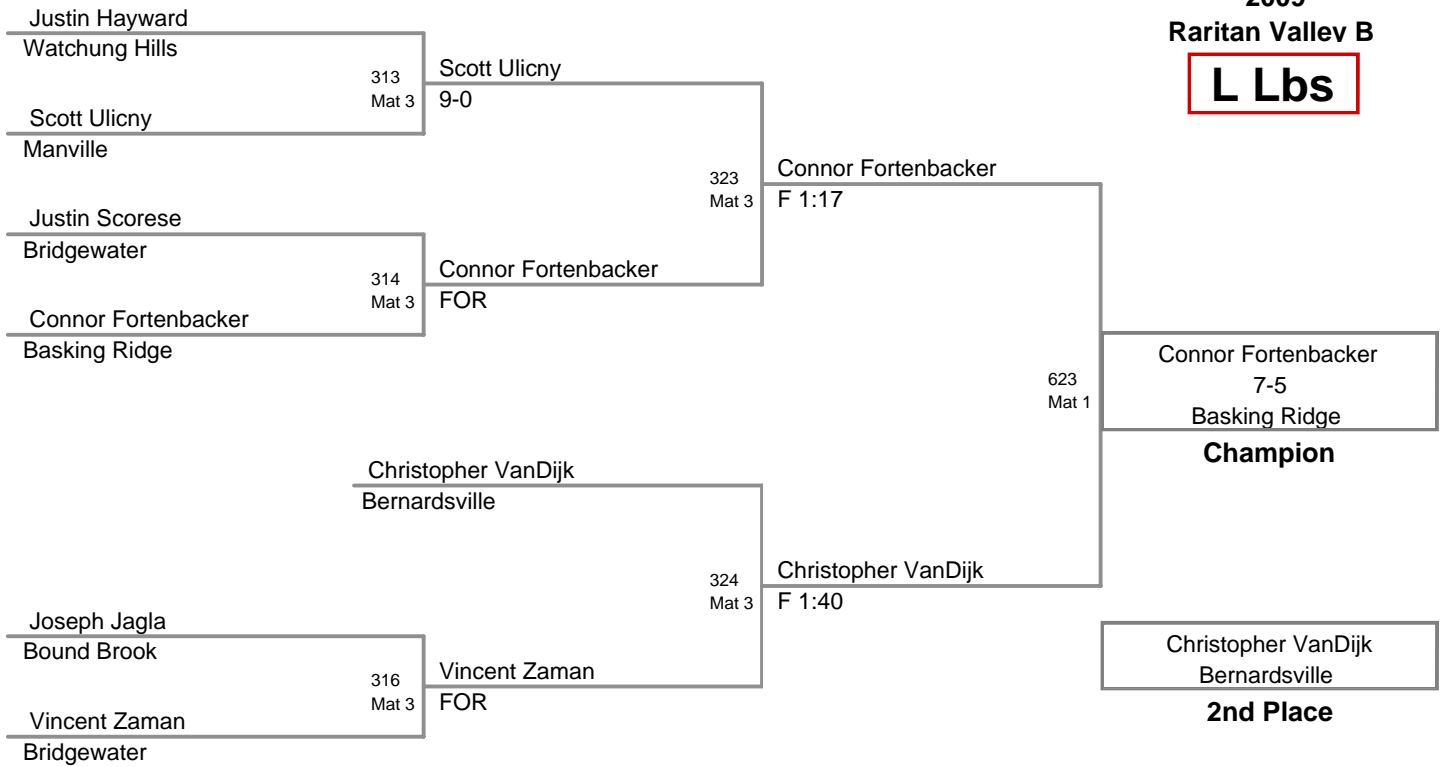 2009
Raritan Valley B
L Lbs
Justin Hayward
Watchung Hills
313
Mat 3
Scott Ulicny
9-0
Scott Ulicny
Manville
323
Mat 3
Connor Fortenbacker
F 1:17
Justin Scorese
Bridgewater
314
Mat 3
Connor Fortenbacker
FOR
Connor Fortenbacker
Basking Ridge
623
Mat 1
Connor Fortenbacker
7-5
Basking Ridge
Champion
Christopher VanDijk
Bernardsville
324
Mat 3
Christopher VanDijk
F 1:40
Joseph Jagla
Bound Brook
316
Mat 3
Vincent Zaman
FOR
Vincent Zaman
Bridgewater
Christopher VanDijk
Bernardsville
2nd Place